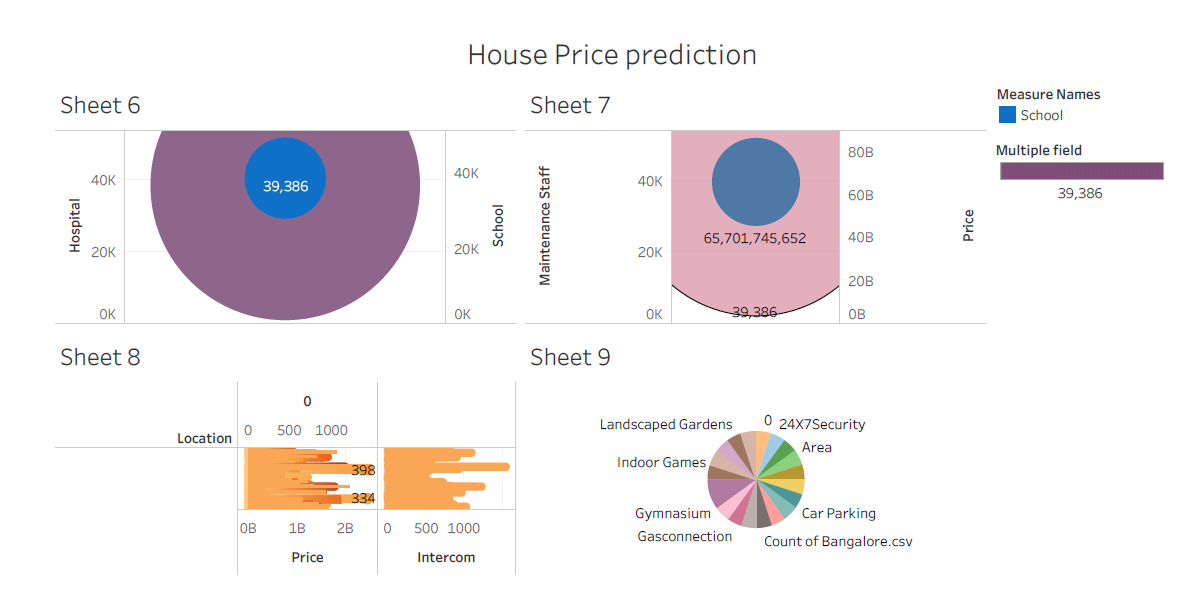 House Price prediction
Sheet 6
Hospital
40K
20K
0K
39,386
40K
20K
0K
School
Sheet 7
Maintenance Staff
40K
20K
0K
65,701,745,652
39,386
80B
60B
40B
20B
0B
Price
Measure Names
School
Multiple field
39,386
Sheet 8
0
0 500 1000
Location
398
334
0B 1B 2B
0 500 1000
Price
Intercom
Sheet 9
0
24X7Security
Landscaped Gardens
Area
Indoor Games
Gymnasium
Car Parking
Gasconnection
Count of Bangalore.csv